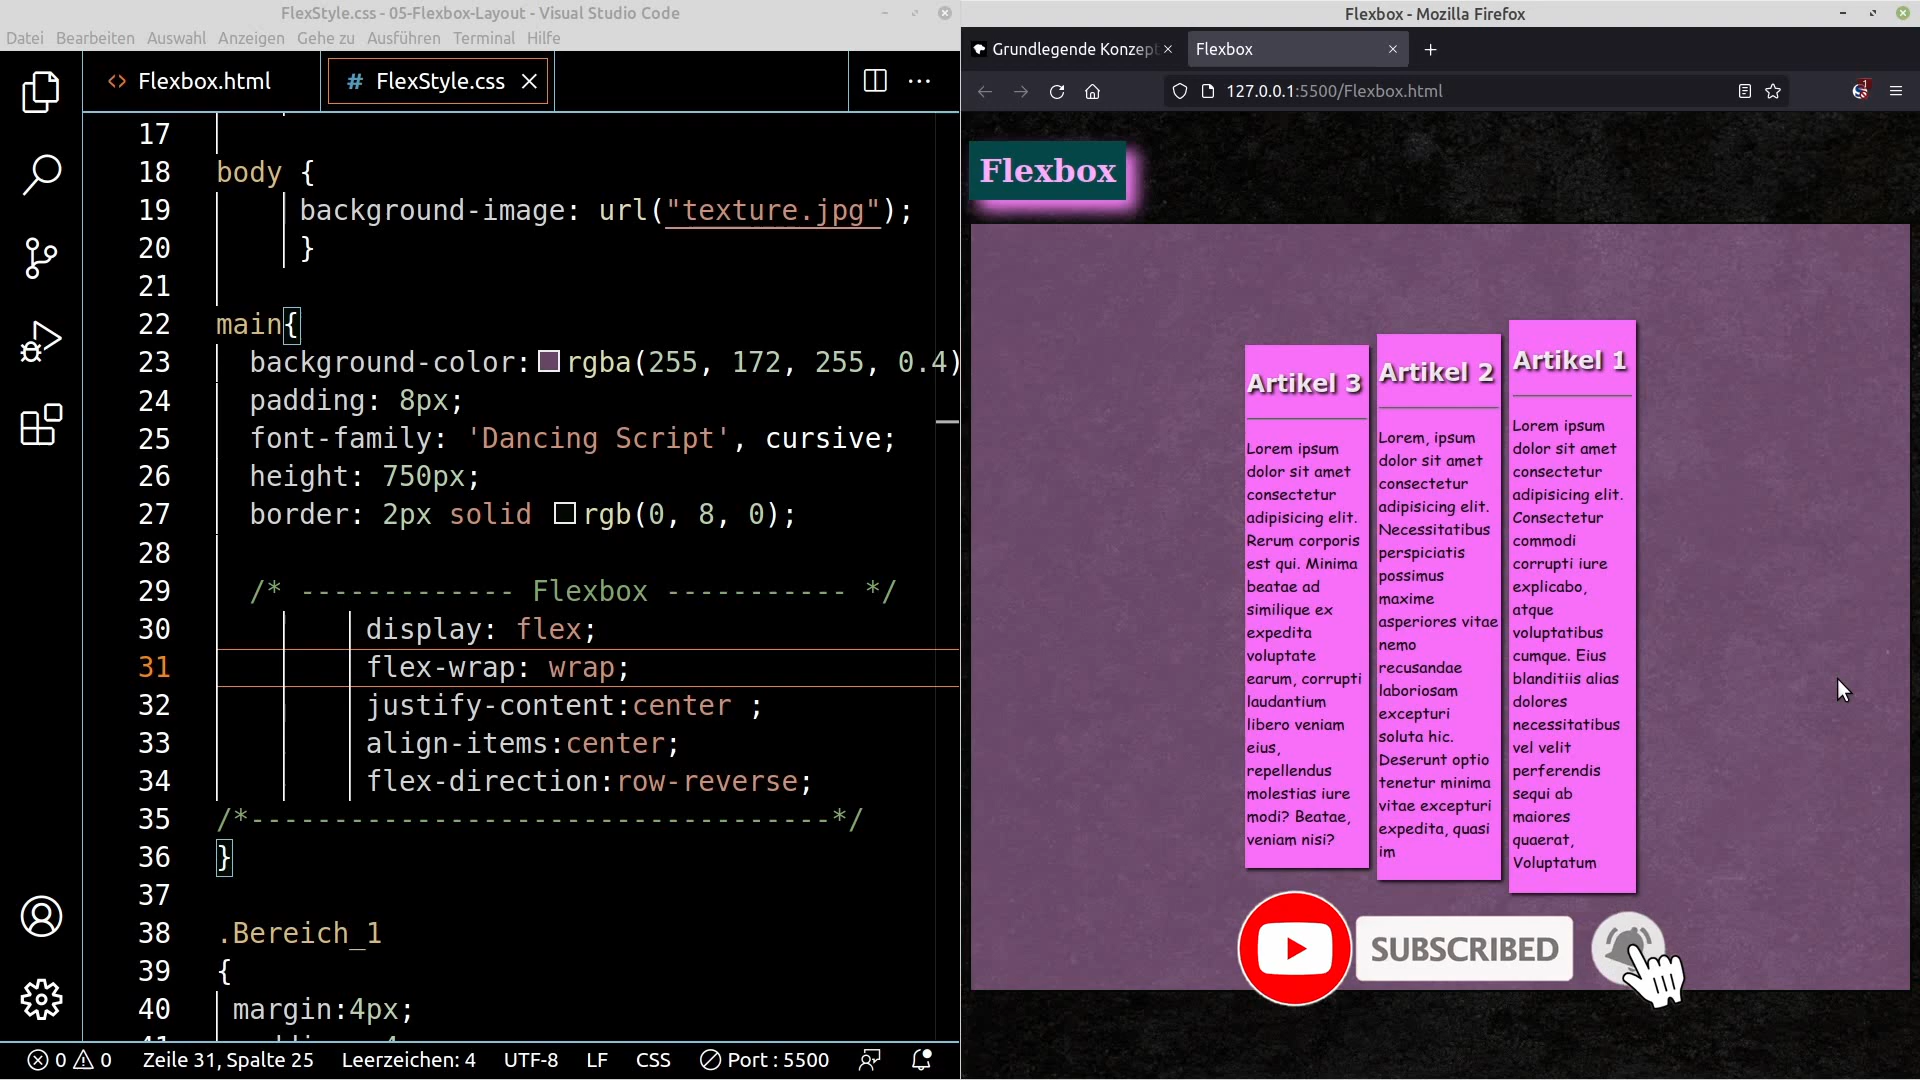 FlexStyle.css - 05-Flexbox-Layout - Visual Studio Code
Datei Bearbeiten Auswahl Anzeigen Gehe zu Ausführen Terminal Hilfe
<> Flexbox.html
# FlexStyle.css
17
18 body {
19 background-image: url("texture.jpg");
20 }
21
22 main{
23 background-color: rgba(255, 172, 255, 0.4)
24 padding: 8px;
25 font-family: 'Dancing Script', cursive;
26 height: 750px;
27 border: 2px solid rgb(0, 8, 0);
28
29 /* ------------- Flexbox ----------- */
30 display: flex;
31 flex-wrap: wrap;
32 justify-content:center ;
33 align-items:center;
34 flex-direction:row-reverse;
35 /*-----------------------------------*/
36 }
37
38 .Bereich_1
39 {
40 margin:4px;
0 0 Zeile 31, Spalte 25 Leerzeichen: 4 UTF-8 LF CSS Port : 5500
Flexbox - Mozilla Firefox
Grundlegende Konzept
Flexbox
127.0.0.1:5500/Flexbox.html
1
Flexbox
Artikel 3
Lorem ipsum
dolor sit amet
consectetur
adipisicing elit.
Rerum corporis
est qui. Minima
beatae ad
similique ex
expedita
voluptate
earum, corrupti
laudantium
libero veniam
eius,
repellendus
molestias iure
modi? Beatae,
veniam nisi?
Artikel 2
Lorem, ipsum
dolor sit amet
consectetur
adipisicing elit.
Necessitatibus
perspiciatis
possimus
maxime
asperiores vitae
nemo
recusandae
laboriosam
excepturi
soluta hic.
Deserunt optio
tenetur minima
vitae excepturi
expedita, quasi
im
Artikel 1
Lorem ipsum
dolor sit amet
consectetur
adipisicing elit.
Consectetur
commodi
corrupti iure
explicabo,
atque
voluptatibus
cumque. Eius
blanditiis alias
dolores
necessitatibus
vel velit
perferendis
sequi ab
maiores
quaerat,
Voluptatum
SUBSCRIBED